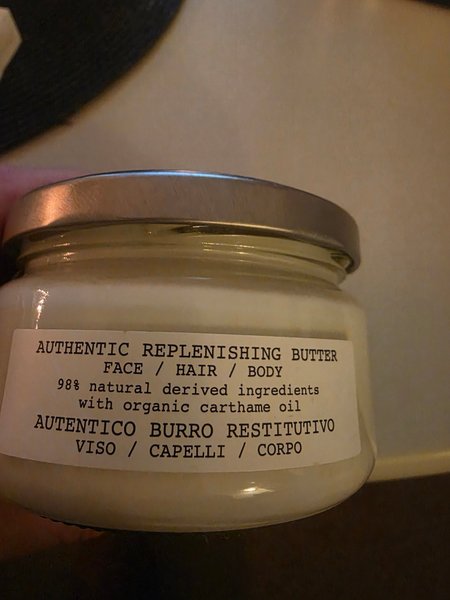 AUTHENTIC REPLENISHING BUTTER
FACE / HAIR / BODY
98% natural derived ingredients
with organic carthame oil
AUTENTICO BURRO RESTITUTIVO
VISO / CAPELLI / CORPO